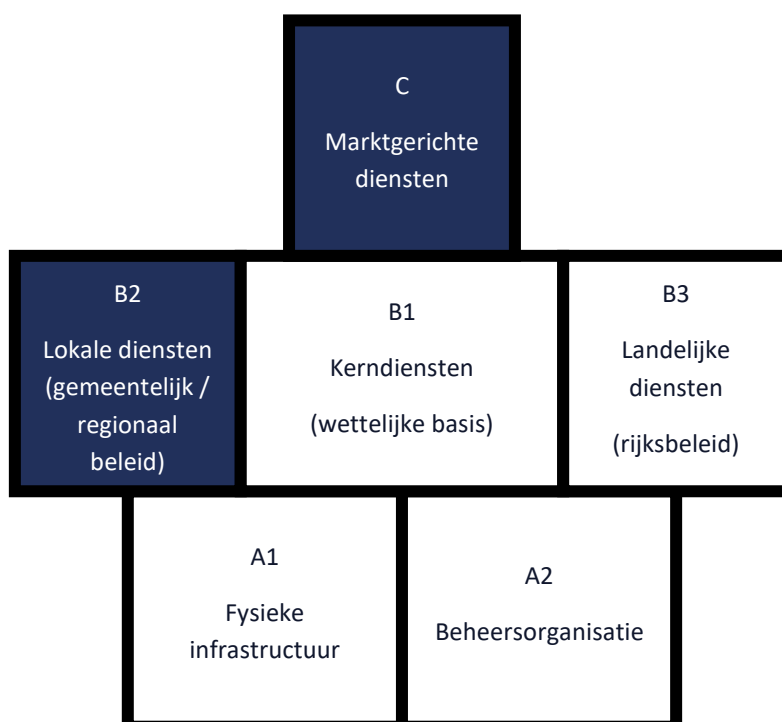 C
Marktgerichte
diensten
B2
Lokale diensten
(gemeentelijk /
regionaal
beleid)
B1
Kerndiensten
(wettelijke basis)
B3
Landelijke
diensten
(rijksbeleid)
A1
Fysieke
infrastructuur
A2
Beheersorganisatie